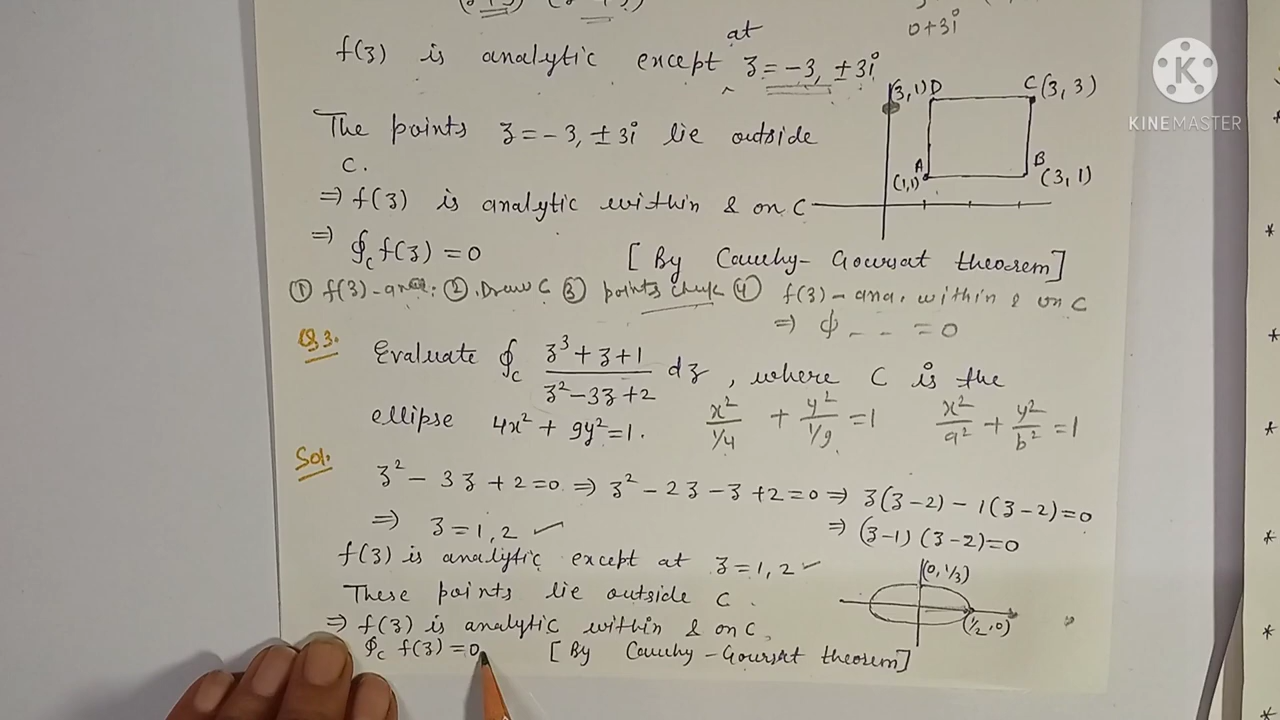 0+3i
f(z) is analytic except at z = -3, ±3i
(3,1) D C (3,3)
The points z = -3, ±3i lie outside
C.
A (1,1) B (3,1)
⇒ f(z) is analytic within & on C
⇒ ∮c f(z) = 0 [By Cauchy-Goursat theorem]
① f(z)-ana. ② Draw C ③ points check ④ f(z)-ana. within & on C
⇒ ∮ - - = 0
Q3. Evaluate ∮c (z³+z+1)/(z²-3z+2) dz, where C is the
ellipse 4x²+9y²=1. x²/(1/4) + y²/(1/9) = 1 x²/a² + y²/b² = 1
Sol.
z²-3z+2=0 ⇒ z²-2z-z+2=0 ⇒ z(z-2)-1(z-2)=0
⇒ z=1,2 ✓ ⇒ (z-1)(z-2)=0
f(z) is analytic except at z=1,2 ✓
(0,1/3)
These points lie outside C.
(1/2,0)
⇒ f(z) is analytic within & on C.
∮c f(z)=0 [By Cauchy-Goursat theorem]
KINEMASTER